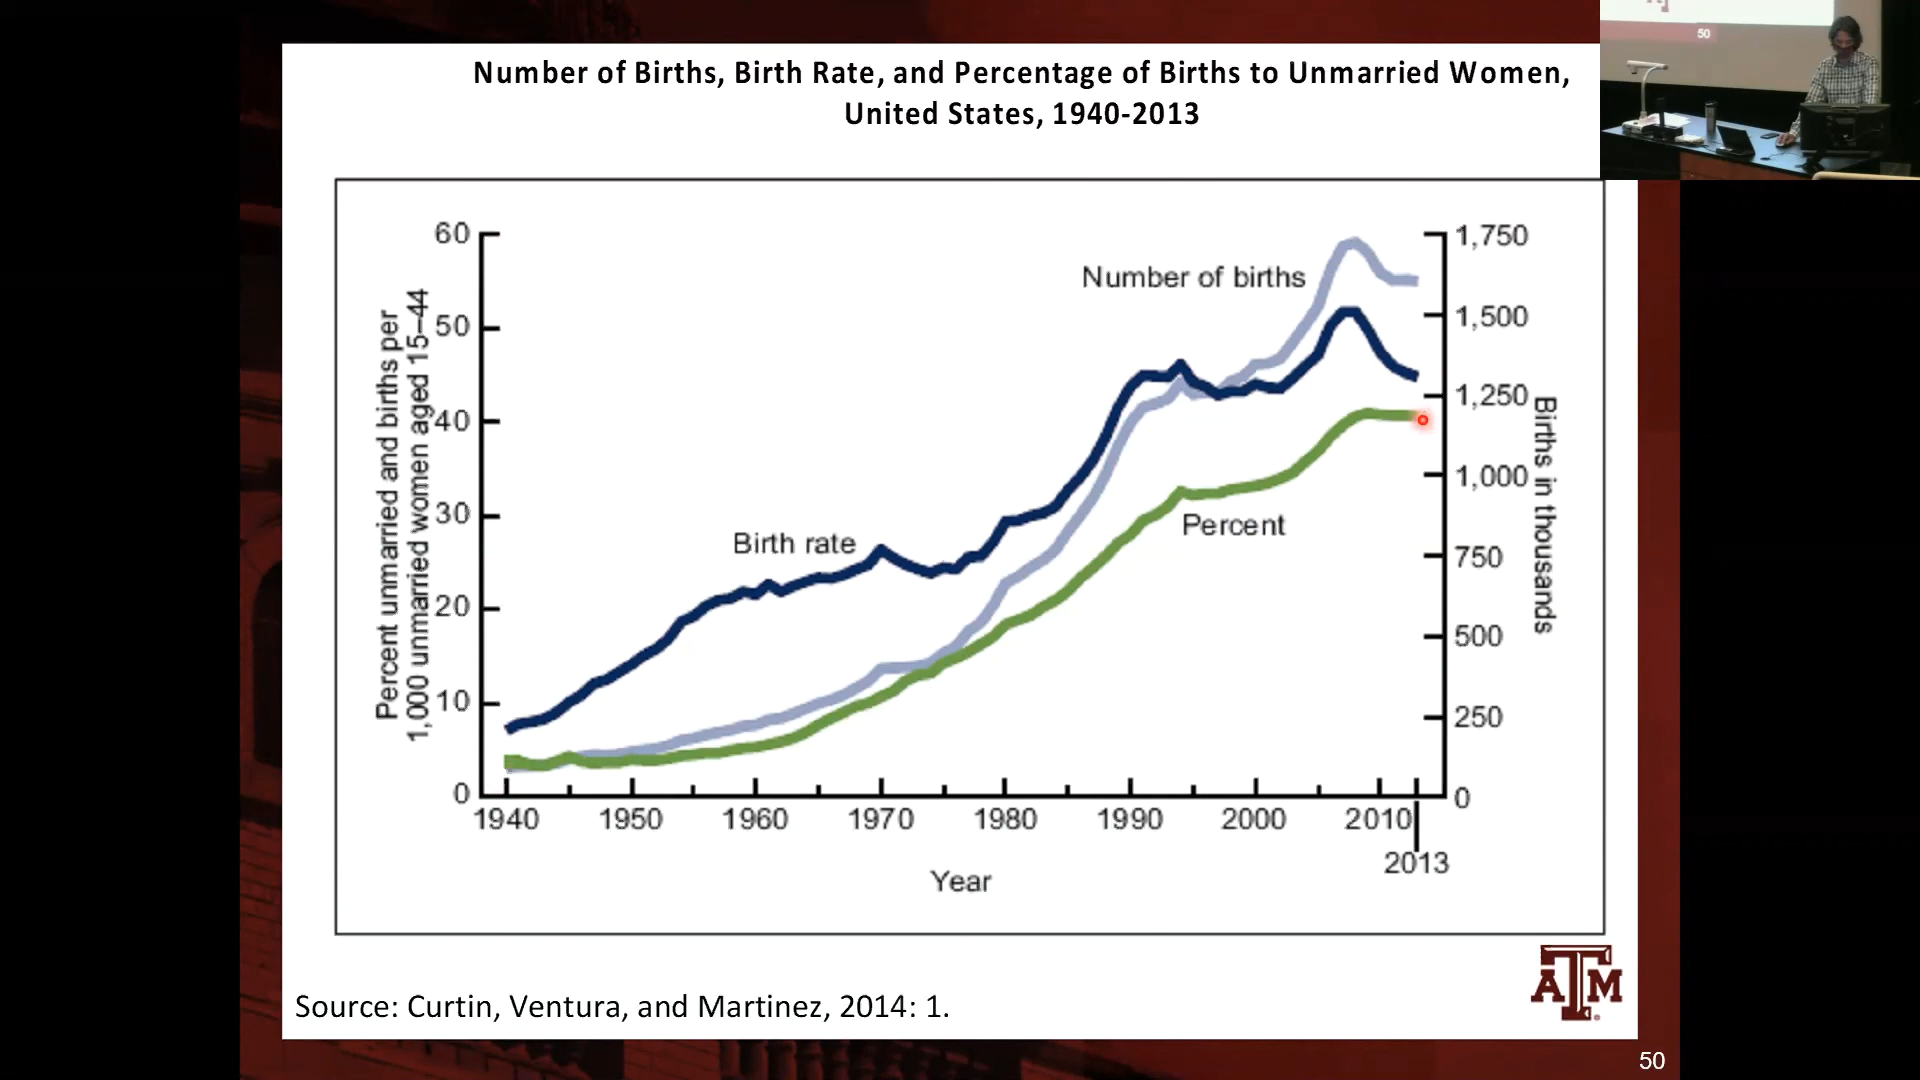 Number of Births, Birth Rate, and Percentage of Births to Unmarried Women,
United States, 1940-2013
50
Percent unmarried and births per
1,000 unmarried women aged 15–44
60
50
40
30
20
10
0
Number of births
Birth rate
Percent
1,750
1,500
1,250
1,000
750
500
250
0
Births in thousands
1940
1950
1960
1970
1980
1990
2000
2010
2013
Year
Source: Curtin, Ventura, and Martinez, 2014: 1.
ATM
50